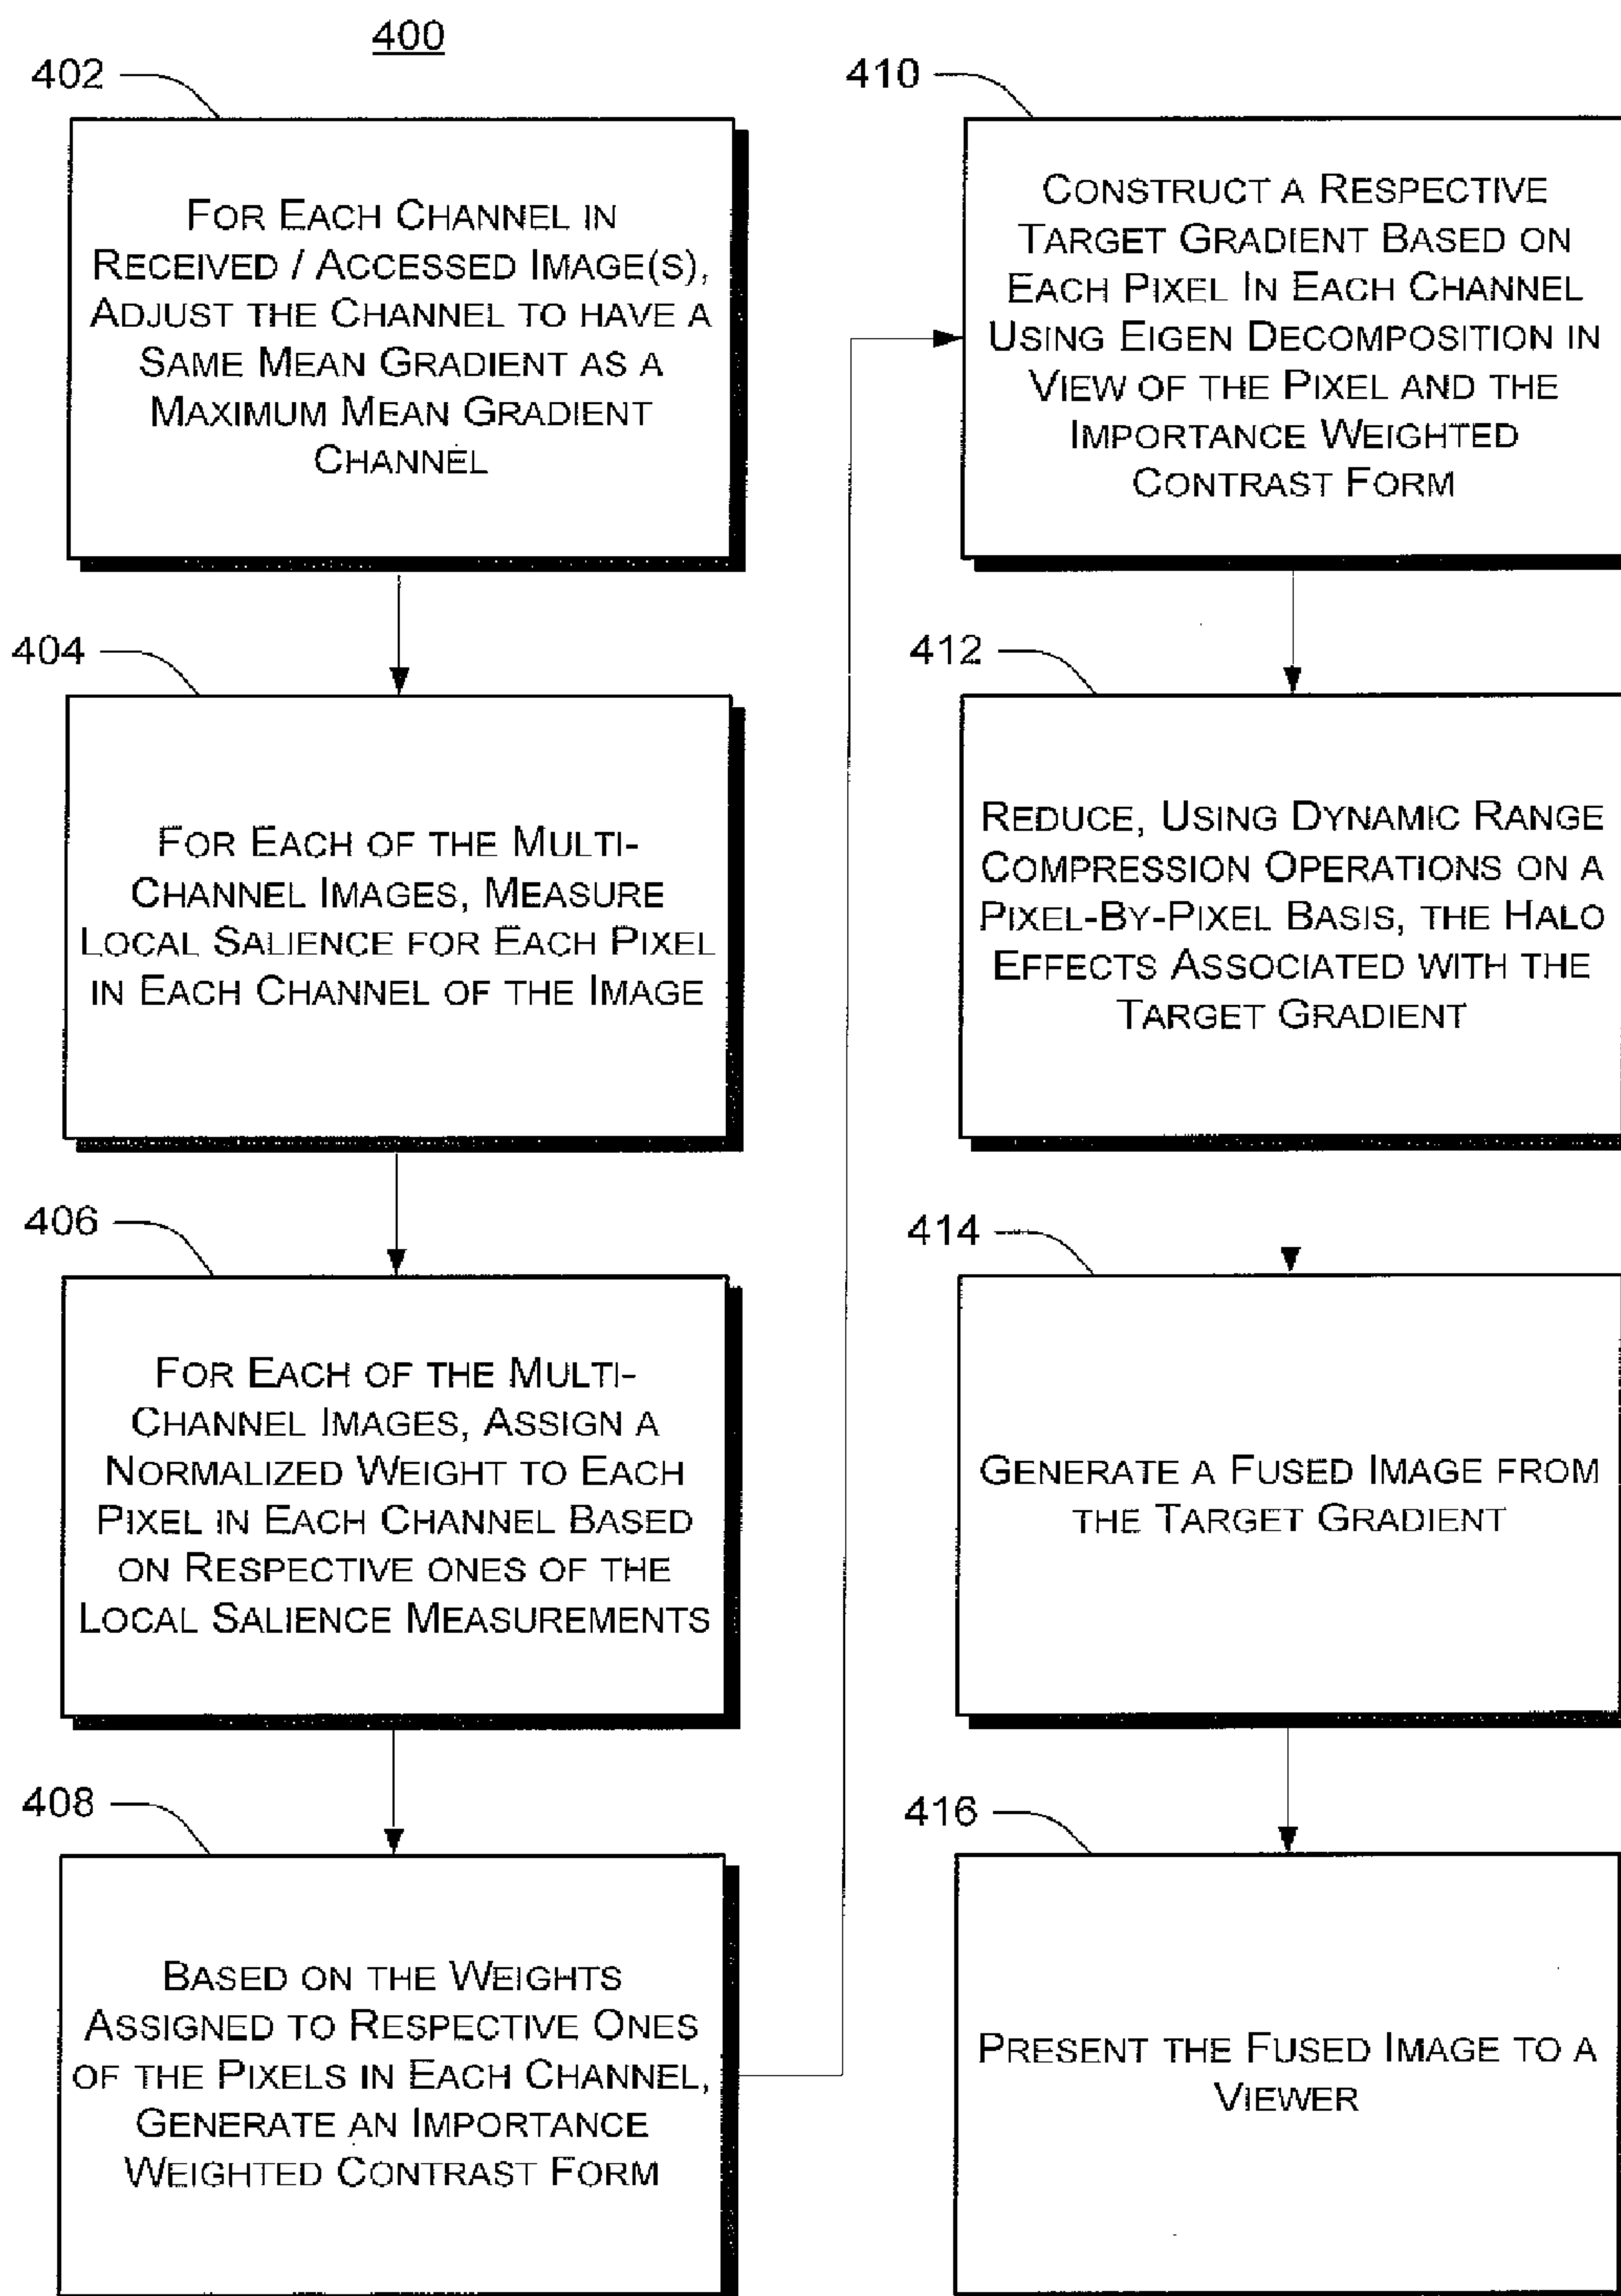 400
402
FOR EACH CHANNEL IN
RECEIVED / ACCESSED IMAGE(S),
ADJUST THE CHANNEL TO HAVE A
SAME MEAN GRADIENT AS A
MAXIMUM MEAN GRADIENT
CHANNEL
404
FOR EACH OF THE MULTI-
CHANNEL IMAGES, MEASURE
LOCAL SALIENCE FOR EACH PIXEL
IN EACH CHANNEL OF THE IMAGE
406
FOR EACH OF THE MULTI-
CHANNEL IMAGES, ASSIGN A
NORMALIZED WEIGHT TO EACH
PIXEL IN EACH CHANNEL BASED
ON RESPECTIVE ONES OF THE
LOCAL SALIENCE MEASUREMENTS
408
BASED ON THE WEIGHTS
ASSIGNED TO RESPECTIVE ONES
OF THE PIXELS IN EACH CHANNEL,
GENERATE AN IMPORTANCE
WEIGHTED CONTRAST FORM
410
CONSTRUCT A RESPECTIVE
TARGET GRADIENT BASED ON
EACH PIXEL IN EACH CHANNEL
USING EIGEN DECOMPOSITION IN
VIEW OF THE PIXEL AND THE
IMPORTANCE WEIGHTED
CONTRAST FORM
412
REDUCE, USING DYNAMIC RANGE
COMPRESSION OPERATIONS ON A
PIXEL-BY-PIXEL BASIS, THE HALO
EFFECTS ASSOCIATED WITH THE
TARGET GRADIENT
414
GENERATE A FUSED IMAGE FROM
THE TARGET GRADIENT
416
PRESENT THE FUSED IMAGE TO A
VIEWER